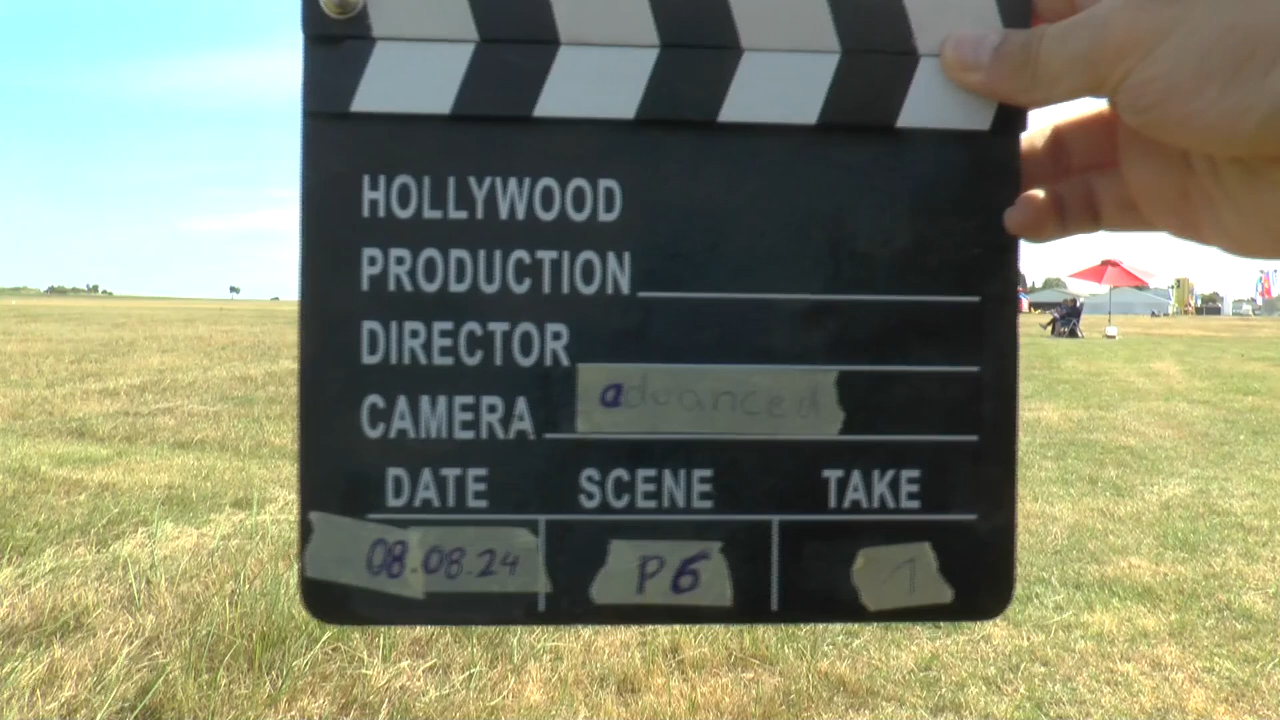 HOLLYWOOD
PRODUCTION
DIRECTOR
advanced
CAMERA
DATE SCENE TAKE
08.08.24 P6 1